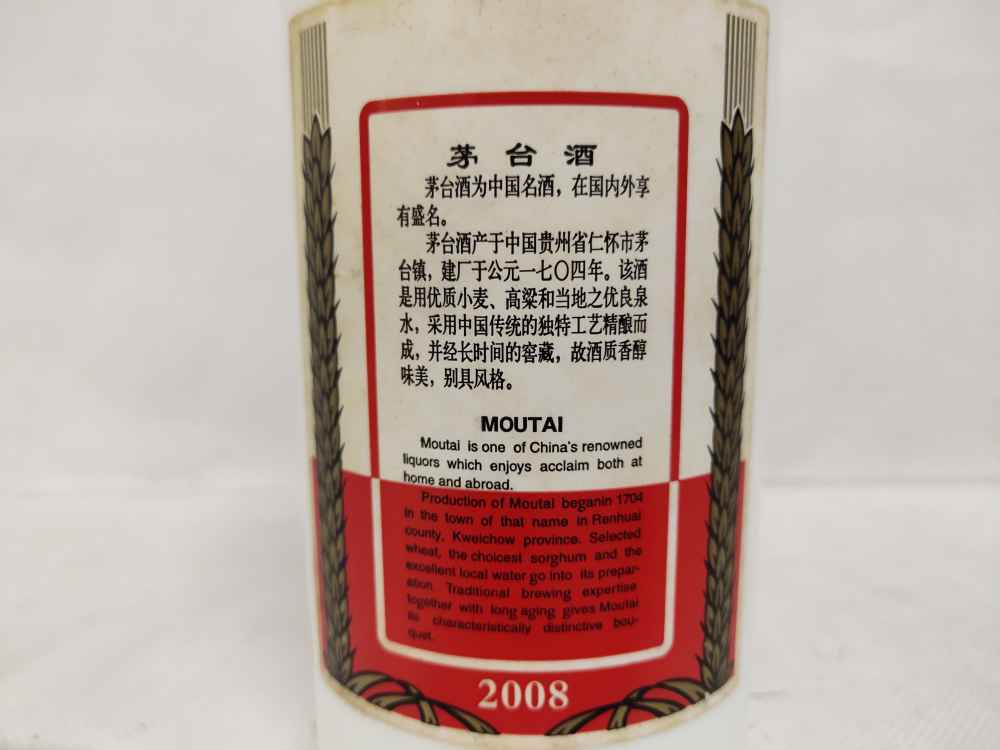 茅台酒
茅台酒为中国名酒，在国内外享
有盛名。
茅台酒产于中国贵州省仁怀市茅
台镇，建厂于公元一七〇四年。该酒
是用优质小麦、高粱和当地之优良泉
水，采用中国传统的独特工艺精酿而
成，并经长时间的窖藏，故酒质香醇
味美，别具风格。
MOUTAI
Moutai is one of China's renowned
liquors which enjoys acclaim both at
home and abroad.
Production of Moutai beganin 1704
in the town of that name in Renhuai
county, Kweichow province. Selected
wheat, the choicest sorghum and the
excellent local water go into its prepar-
ation. Traditional brewing expertise
together with long aging gives Moutai
its characteristically distinctive bou-
quet.
2008